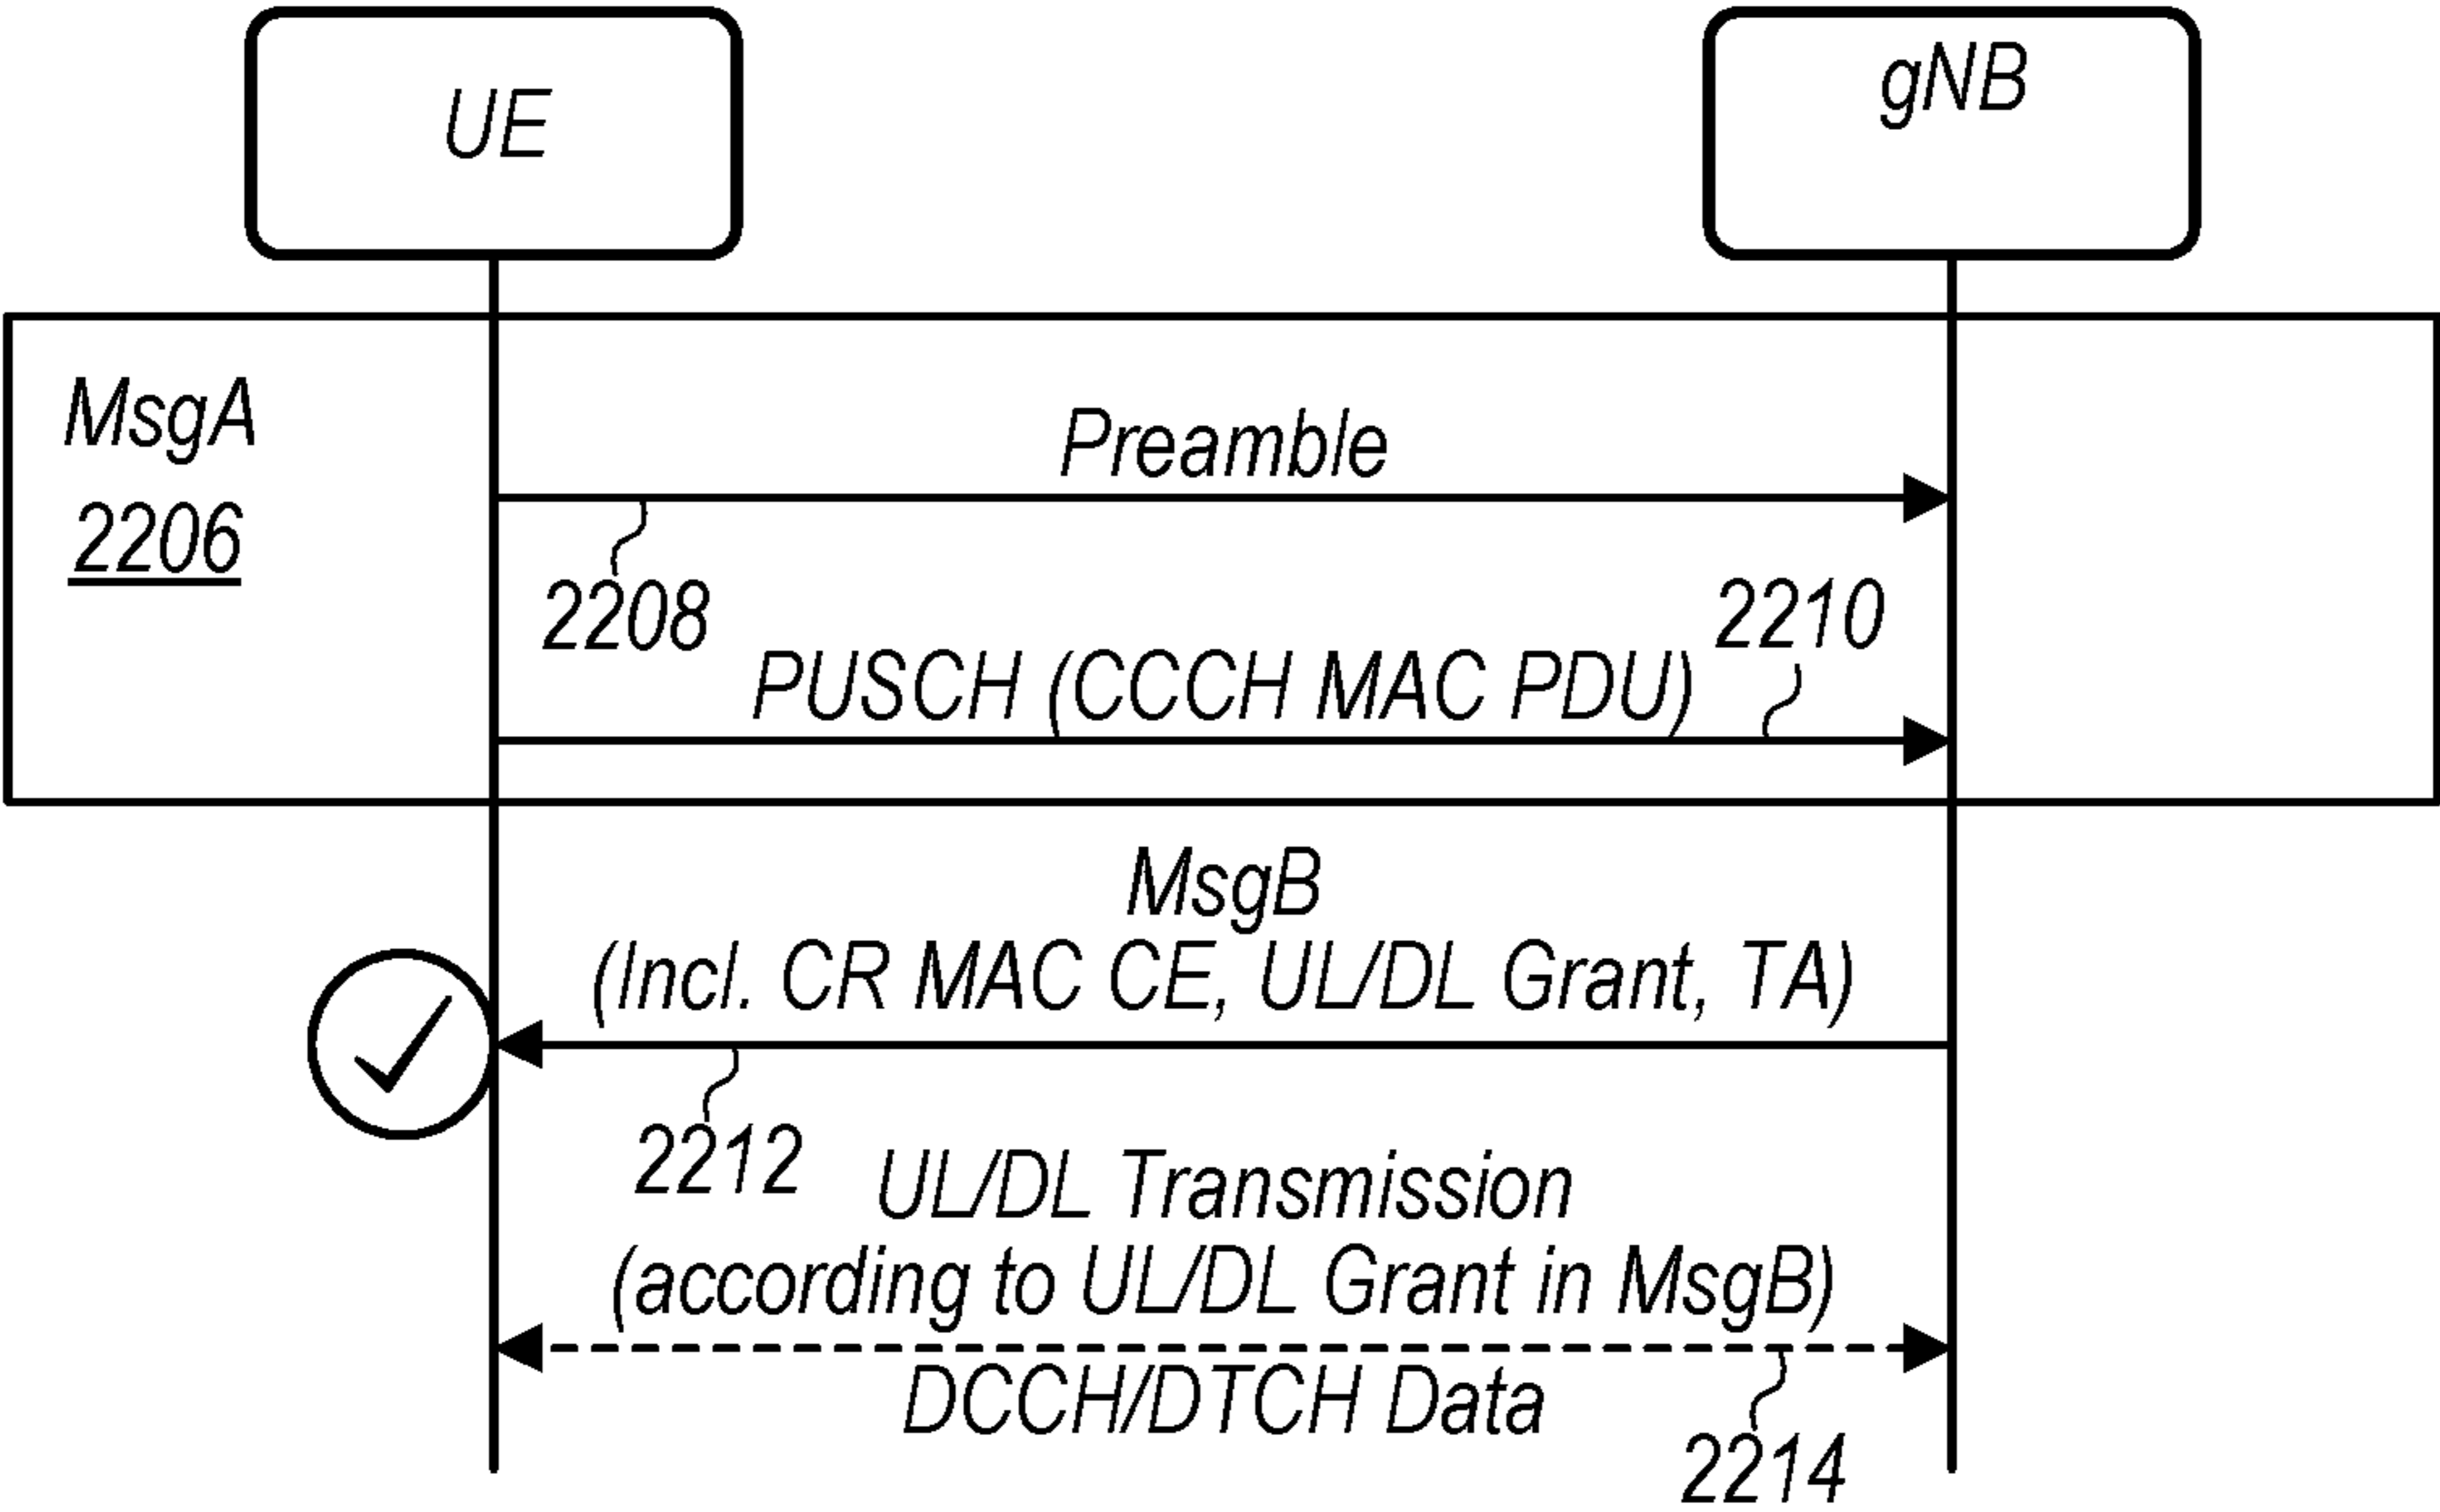 UE
gNB
MsgA
2206
Preamble
2208
2210
PUSCH (CCCH MAC PDU)
MsgB
(Incl. CR MAC CE, UL/DL Grant, TA)
2212
UL/DL Transmission
(according to UL/DL Grant in MsgB)
DCCH/DTCH Data
2214